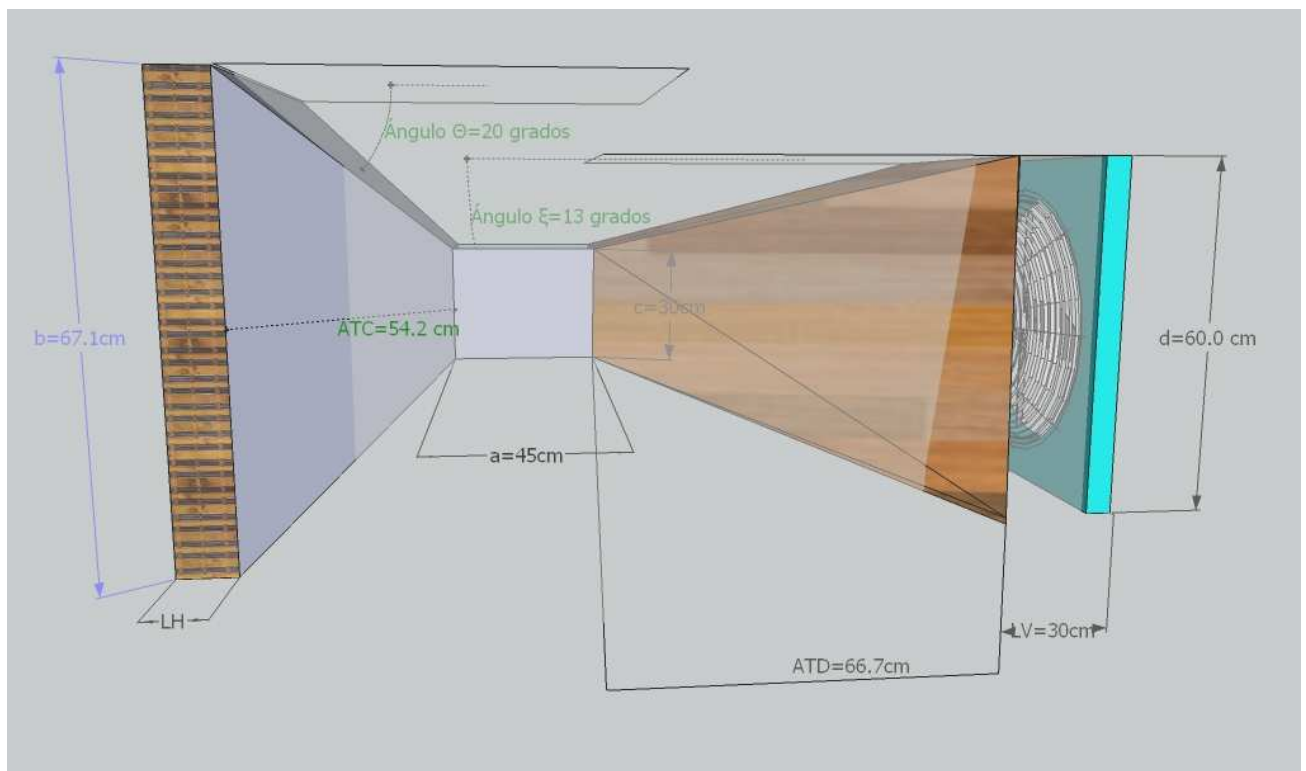 Ángulo Θ=20 grados
Ángulo ξ=13 grados
c=30cm
ATC=54.2 cm
b=67.1cm
d=60.0 cm
a=45cm
LH
LV=30cm
ATD=66.7cm